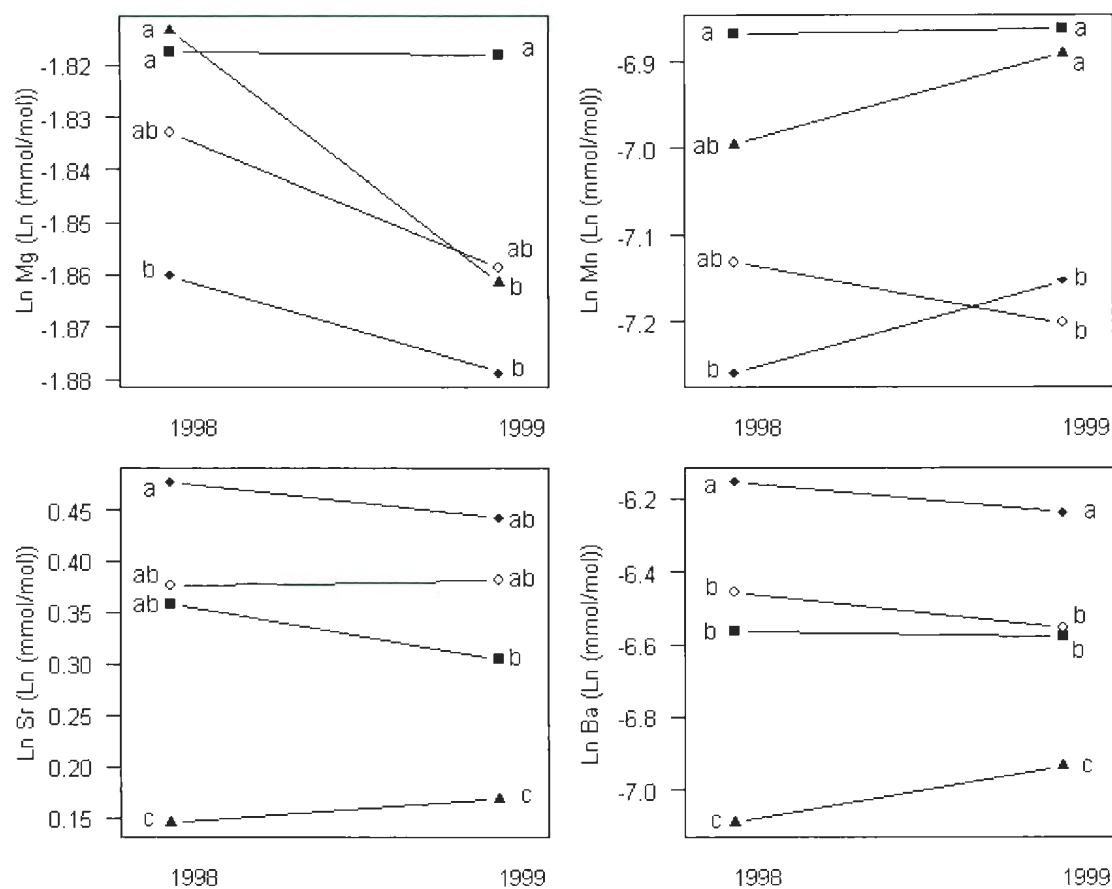 Ln Mg (Ln (mmol/mol))
-1.82
-1.83
-1.84
-1.85
-1.86
-1.87
-1.88
a
a
ab
b
a
ab
b
b
1998 1999
Ln Mn (Ln (mmol/mol))
-6.9
-7.0
-7.1
-7.2
a
ab
ab
b
a
a
b
b
1998 1999
Ln Sr (Ln (mmol/mol))
0.45
0.40
0.35
0.30
0.25
0.20
0.15
a
ab
ab
c
ab
ab
b
c
1998 1999
Ln Ba (Ln (mmol/mol))
-6.2
-6.4
-6.6
-6.8
-7.0
a
b
b
c
a
b
b
c
1998 1999